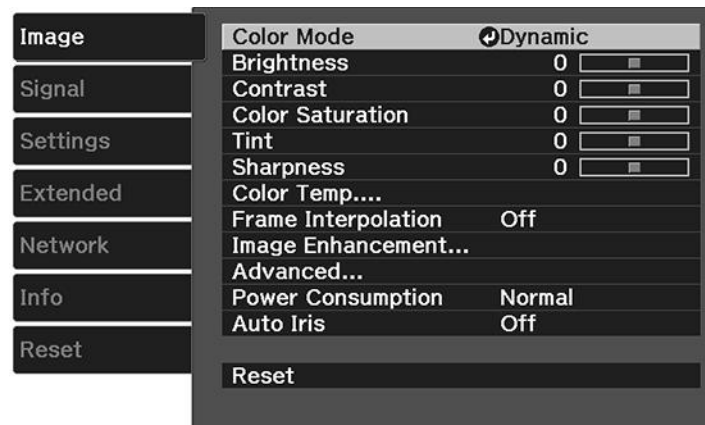 Image
Signal
Settings
Extended
Network
Info
Reset
Color Mode Dynamic
Brightness 0
Contrast 0
Color Saturation 0
Tint 0
Sharpness 0
Color Temp....
Frame Interpolation Off
Image Enhancement...
Advanced...
Power Consumption Normal
Auto Iris Off
Reset